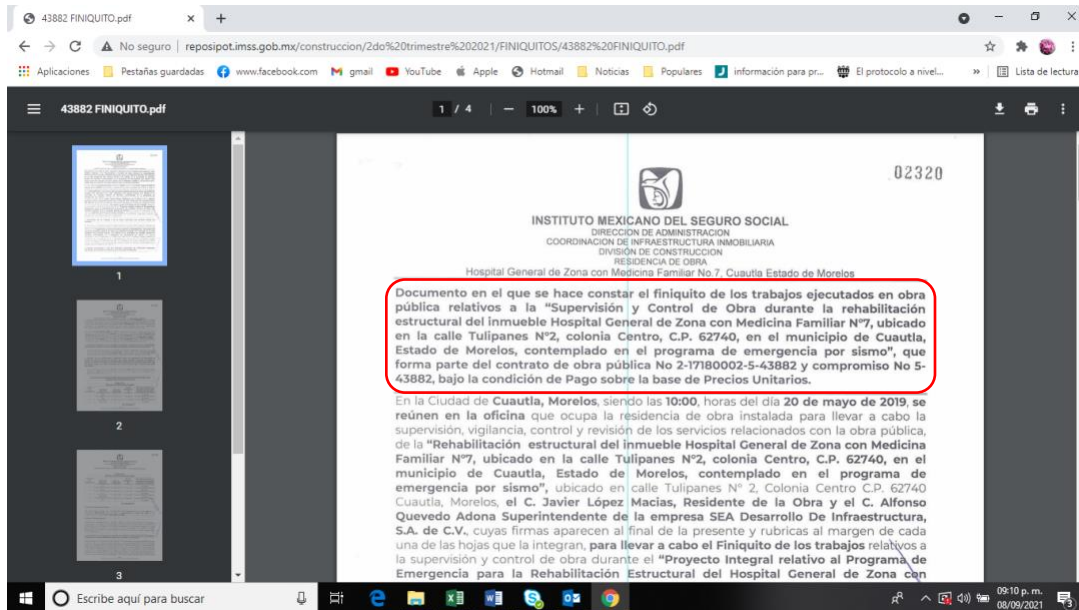 43882 FINIQUITO.pdf
No seguro | reposipot.imss.gob.mx/construccion/2do%20trimestre%202021/FINIQUITOS/43882%20FINIQUITO.pdf
Aplicaciones Pestañas guardadas www.facebook.com gmail YouTube Apple Hotmail Noticias Populares información para pr... El protocolo a nivel... » Lista de lectura
43882 FINIQUITO.pdf 1 / 4 100%
02320
INSTITUTO MEXICANO DEL SEGURO SOCIAL
DIRECCION DE ADMINISTRACION
COORDINACION DE INFRAESTRUCTURA INMOBILIARIA
DIVISIÓN DE CONSTRUCCION
RESIDENCIA DE OBRA
Hospital General de Zona con Medicina Familiar No.7, Cuautla Estado de Morelos
Documento en el que se hace constar el finiquito de los trabajos ejecutados en obra
pública relativos a la "Supervisión y Control de Obra durante la rehabilitación
estructural del inmueble Hospital General de Zona con Medicina Familiar N°7, ubicado
en la calle Tulipanes N°2, colonia Centro, C.P. 62740, en el municipio de Cuautla,
Estado de Morelos, contemplado en el programa de emergencia por sismo", que
forma parte del contrato de obra pública No 2-17180002-5-43882 y compromiso No 5-
43882, bajo la condición de Pago sobre la base de Precios Unitarios.
En la Ciudad de Cuautla, Morelos, siendo las 10:00, horas del día 20 de mayo de 2019, se
reúnen en la oficina que ocupa la residencia de obra instalada para llevar a cabo la
supervisión, vigilancia, control y revisión de los servicios relacionados con la obra pública,
de la "Rehabilitación estructural del inmueble Hospital General de Zona con Medicina
Familiar N°7, ubicado en la calle Tulipanes N°2, colonia Centro, C.P. 62740, en el
municipio de Cuautla, Estado de Morelos, contemplado en el programa de
emergencia por sismo", ubicado en calle Tulipanes N° 2, Colonia Centro C.P. 62740
Cuautla, Morelos, el C. Javier López Macias, Residente de la Obra y el C. Alfonso
Quevedo Adona Superintendente de la empresa SEA Desarrollo De Infraestructura,
S.A. de C.V., cuyas firmas aparecen al final de la presente y rubricas al margen de cada
una de las hojas que la integran, para llevar a cabo el Finiquito de los trabajos relativos a
la supervisión y control de obra durante el "Proyecto Integral relativo al Programa de
Emergencia para la Rehabilitación Estructural del Hospital General de Zona con
1
2
3
Escribe aquí para buscar
09:10 p. m.
08/09/2021